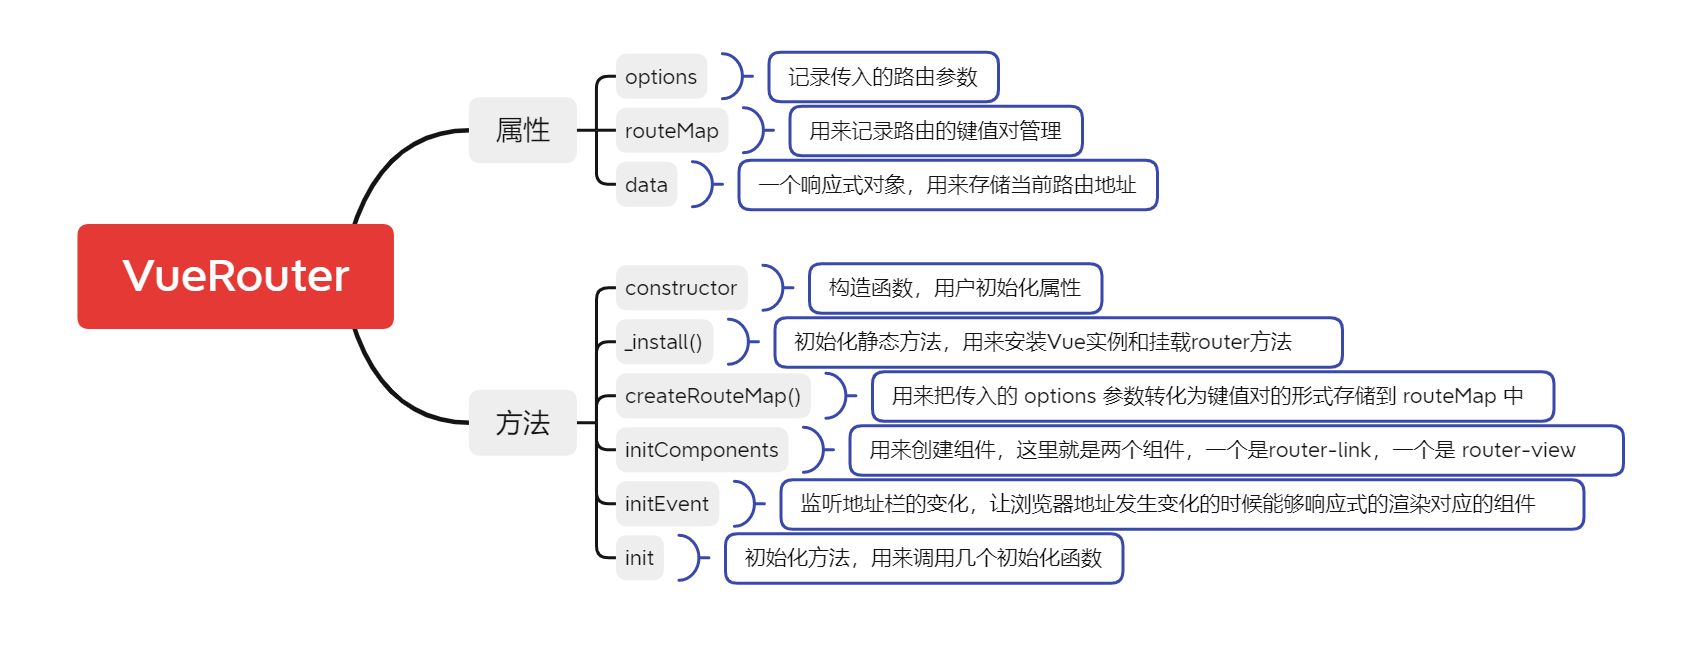 VueRouter
属性
options
记录传入的路由参数
routeMap
用来记录路由的键值对管理
data
一个响应式对象，用来存储当前路由地址
方法
constructor
构造函数，用户初始化属性
_install()
初始化静态方法，用来安装Vue实例和挂载router方法
createRouteMap()
用来把传入的 options 参数转化为键值对的形式存储到 routeMap 中
initComponents
用来创建组件，这里就是两个组件，一个是router-link，一个是 router-view
initEvent
监听地址栏的变化，让浏览器地址发生变化的时候能够响应式的渲染对应的组件
init
初始化方法，用来调用几个初始化函数